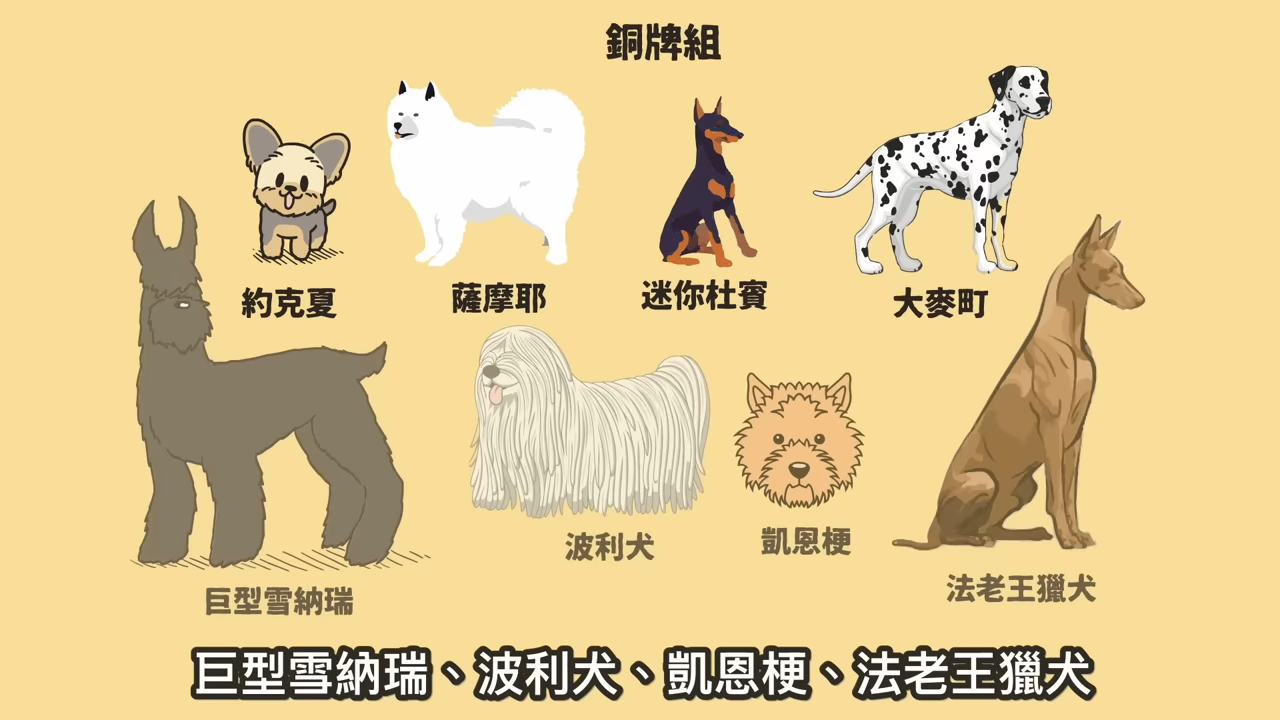 銅牌組
約克夏
薩摩耶
迷你杜賓
大麥町
波利犬
凱恩梗
法老王獵犬
巨型雪納瑞
巨型雪納瑞、波利犬、凱恩梗、法老王獵犬